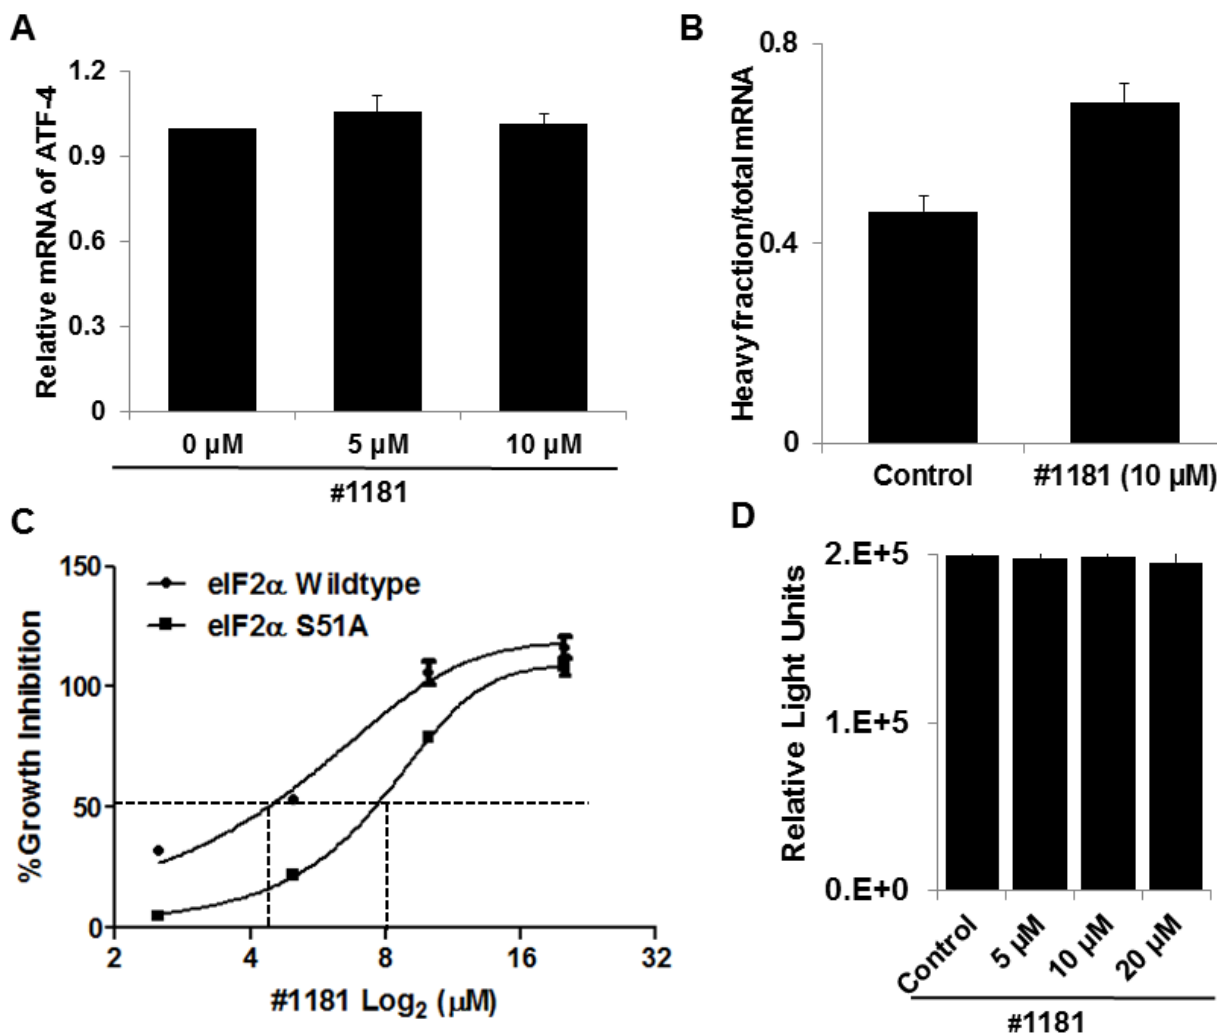 A
Relative mRNA of ATF-4
1.2
0.9
0.6
0.3
0
0 µM 5 µM 10 µM
#1181
B
Heavy fraction/total mRNA
0.8
0.4
0
Control #1181 (10 µM)
C
%Growth Inhibition
150
100
50
0
eIF2α Wildtype
eIF2α S51A
2 4 8 16 32
#1181 Log₂ (µM)
D
Relative Light Units
2.E+5
1.E+5
0.E+0
Control 5 µM 10 µM 20 µM
#1181